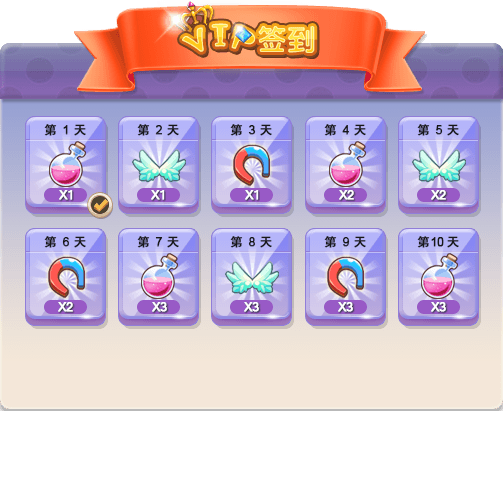 VIP签到
第 1 天
X1
第 2 天
X1
第 3 天
X1
第 4 天
X2
第 5 天
X2
第 6 天
X2
第 7 天
X3
第 8 天
X3
第 9 天
X3
第10 天
X3